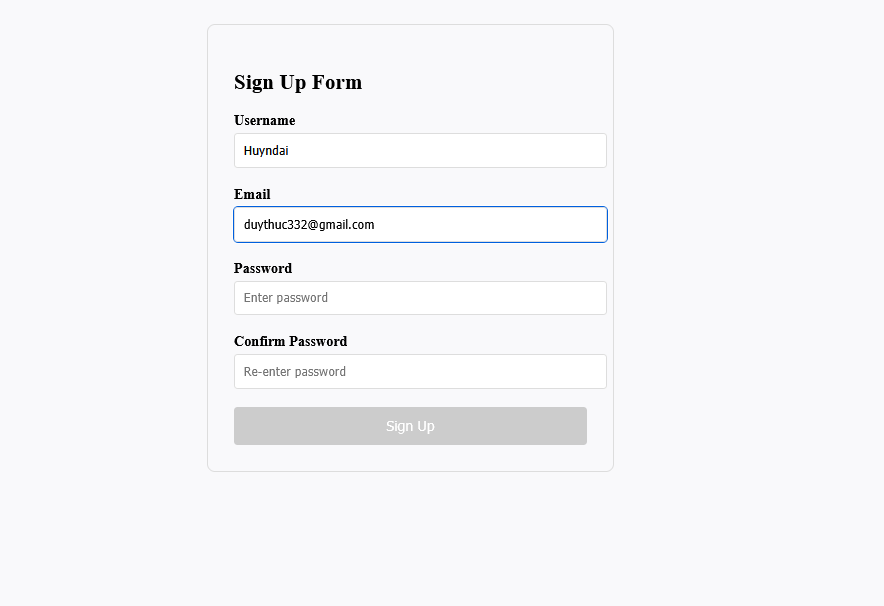 Sign Up Form
Username
Huyndai
Email
duythuc332@gmail.com
Password
Enter password
Confirm Password
Re-enter password
Sign Up